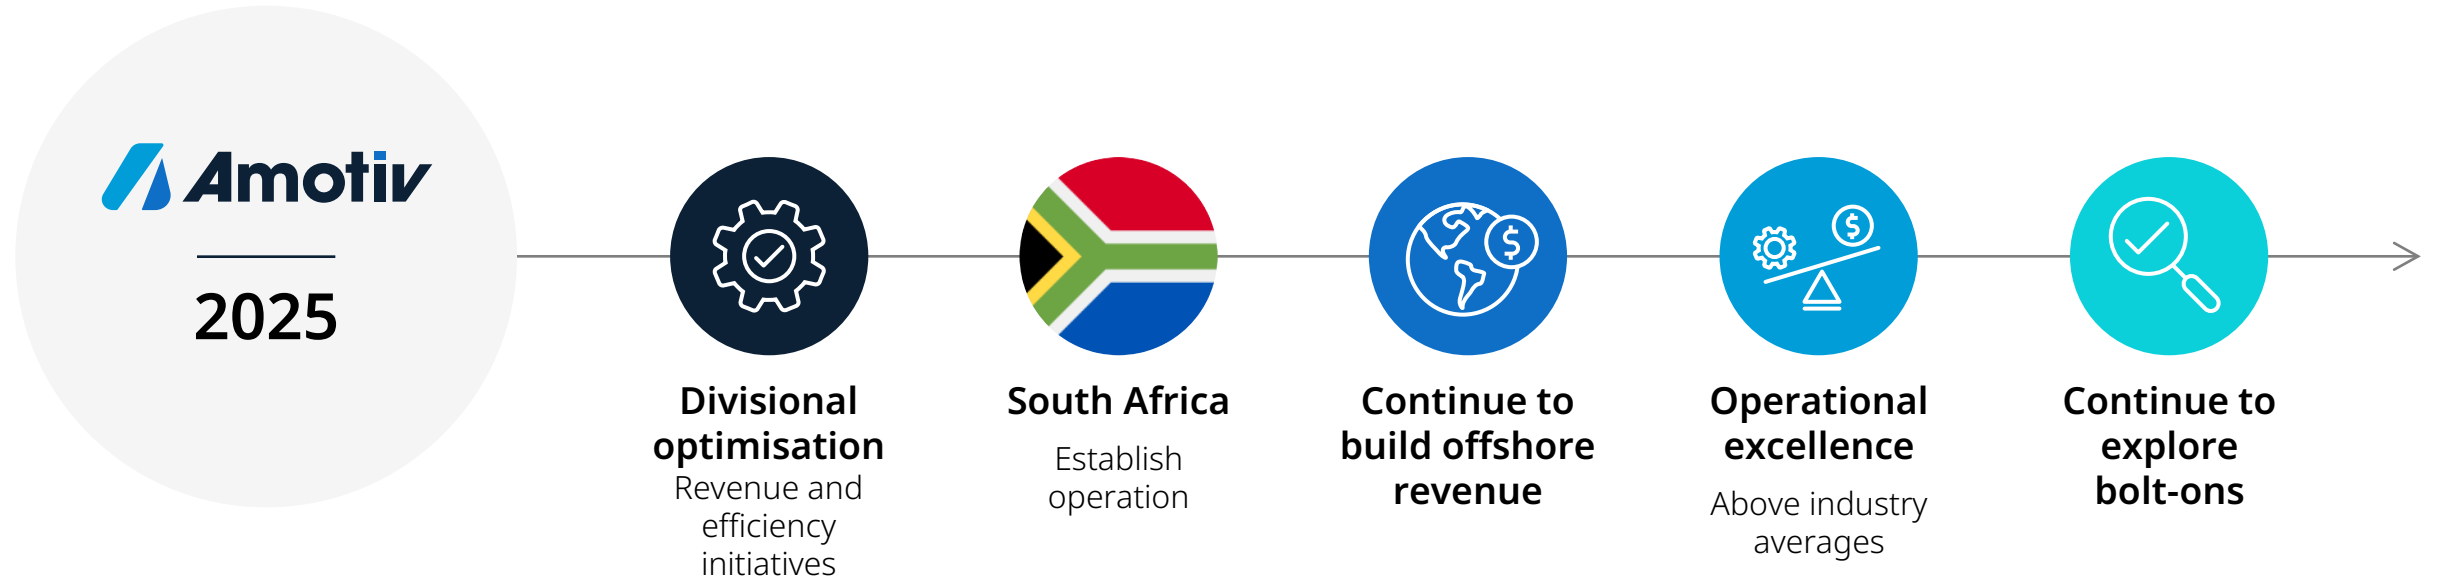 Amotiv
2025
Divisional
optimisation
Revenue and
efficiency
initiatives
South Africa
Establish
operation
Continue to
build offshore
revenue
$
Operational
excellence
Above industry
averages
$
Continue to
explore
bolt-ons